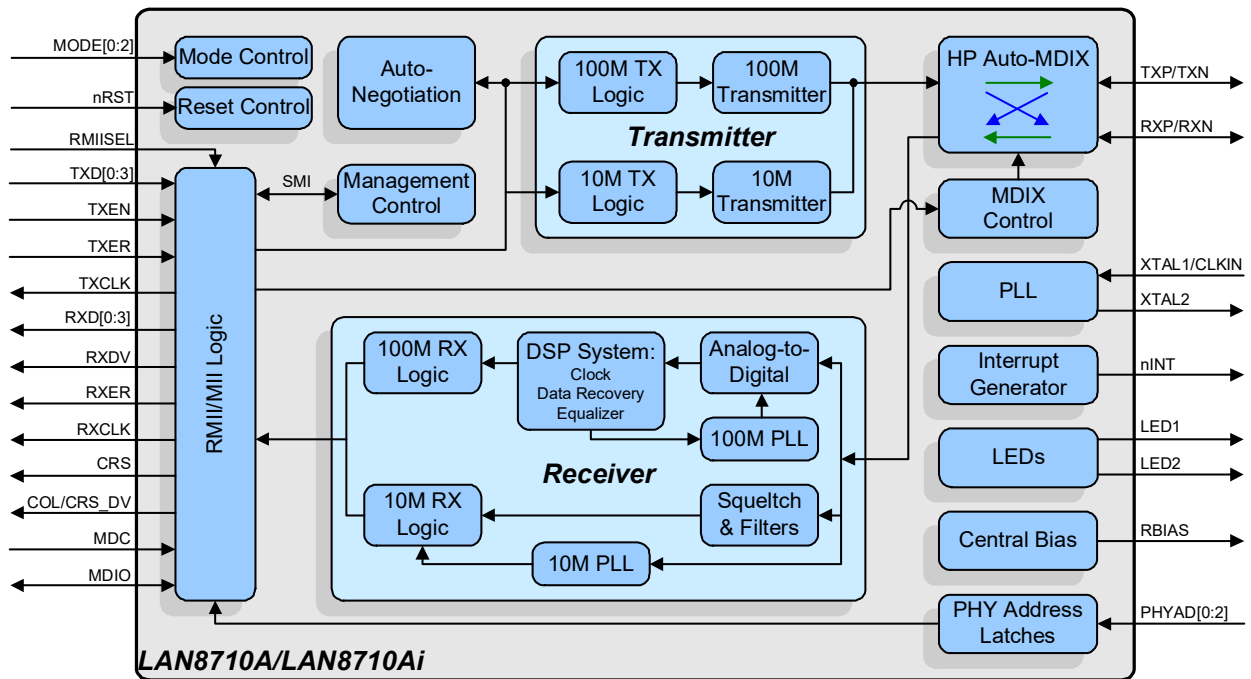 MODE[0:2]
nRST
RMIISEL
TXD[0:3]
TXEN
TXER
TXCLK
RXD[0:3]
RXDV
RXER
RXCLK
CRS
COL/CRS_DV
MDC
MDIO
Mode Control
Reset Control
RMII/MII Logic
SMI
Auto-
Negotiation
Management
Control
100M TX
Logic
100M
Transmitter
Transmitter
10M TX
Logic
10M
Transmitter
100M RX
Logic
DSP System:
Clock
Data Recovery
Equalizer
Analog-to-
Digital
100M PLL
Receiver
10M RX
Logic
Squeltch
& Filters
10M PLL
HP Auto-MDIX
MDIX
Control
PLL
Interrupt
Generator
LEDs
Central Bias
PHY Address
Latches
TXP/TXN
RXP/RXN
XTAL1/CLKIN
XTAL2
nINT
LED1
LED2
RBIAS
PHYAD[0:2]
LAN8710A/LAN8710Ai